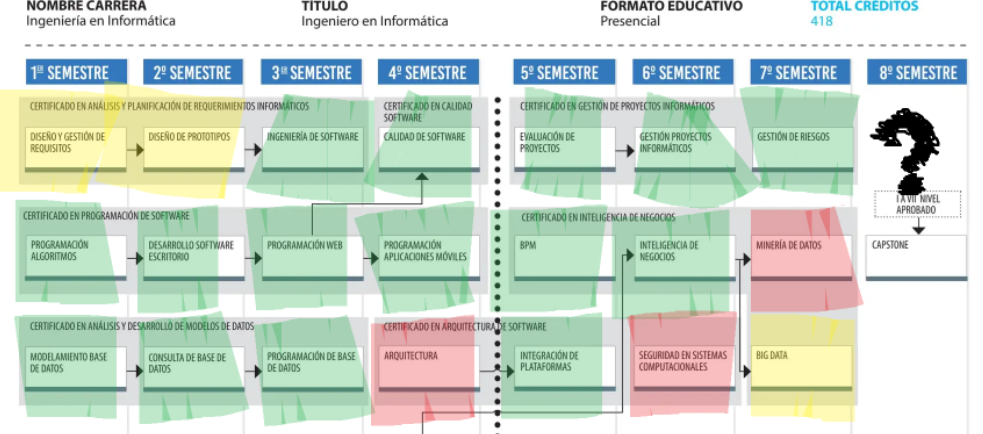 NOMBRE CARRERA
Ingeniería en Informática
TITULO
Ingeniero en Informática
FORMATO EDUCATIVO
Presencial
TOTAL CRÉDITOS
418
1ER SEMESTRE
2º SEMESTRE
3ER SEMESTRE
4º SEMESTRE
5º SEMESTRE
6º SEMESTRE
7º SEMESTRE
8º SEMESTRE
CERTIFICADO EN ANÁLISIS Y PLANIFICACIÓN DE REQUERIMIENTOS INFORMÁTICOS
CERTIFICADO EN CALIDAD
SOFTWARE
CERTIFICADO EN GESTIÓN DE PROYECTOS INFORMÁTICOS
DISEÑO Y GESTIÓN DE
REQUISITOS
DISEÑO DE PROTOTIPOS
INGENIERÍA DE SOFTWARE
CALIDAD DE SOFTWARE
EVALUACIÓN DE
PROYECTOS
GESTIÓN PROYECTOS
INFORMÁTICOS
GESTIÓN DE RIESGOS
I A VII NIVEL
APROBADO
CERTIFICADO EN PROGRAMACIÓN DE SOFTWARE
CERTIFICADO EN INTELIGENCIA DE NEGOCIOS
PROGRAMACIÓN
ALGORITMOS
DESARROLLO SOFTWARE
ESCRITORIO
PROGRAMACIÓN WEB
PROGRAMACIÓN
APLICACIONES MÓVILES
BPM
INTELIGENCIA DE
NEGOCIOS
MINERÍA DE DATOS
CAPSTONE
CERTIFICADO EN ANÁLISIS Y DESARROLLO DE MODELOS DE DATOS
CERTIFICADO EN ARQUITECTURA DE SOFTWARE
MODELAMIENTO BASE
DE DATOS
CONSULTA DE BASE DE
DATOS
PROGRAMACIÓN DE BASE
DE DATOS
ARQUITECTURA
INTEGRACIÓN DE
PLATAFORMAS
SEGURIDAD EN SISTEMAS
COMPUTACIONALES
BIG DATA